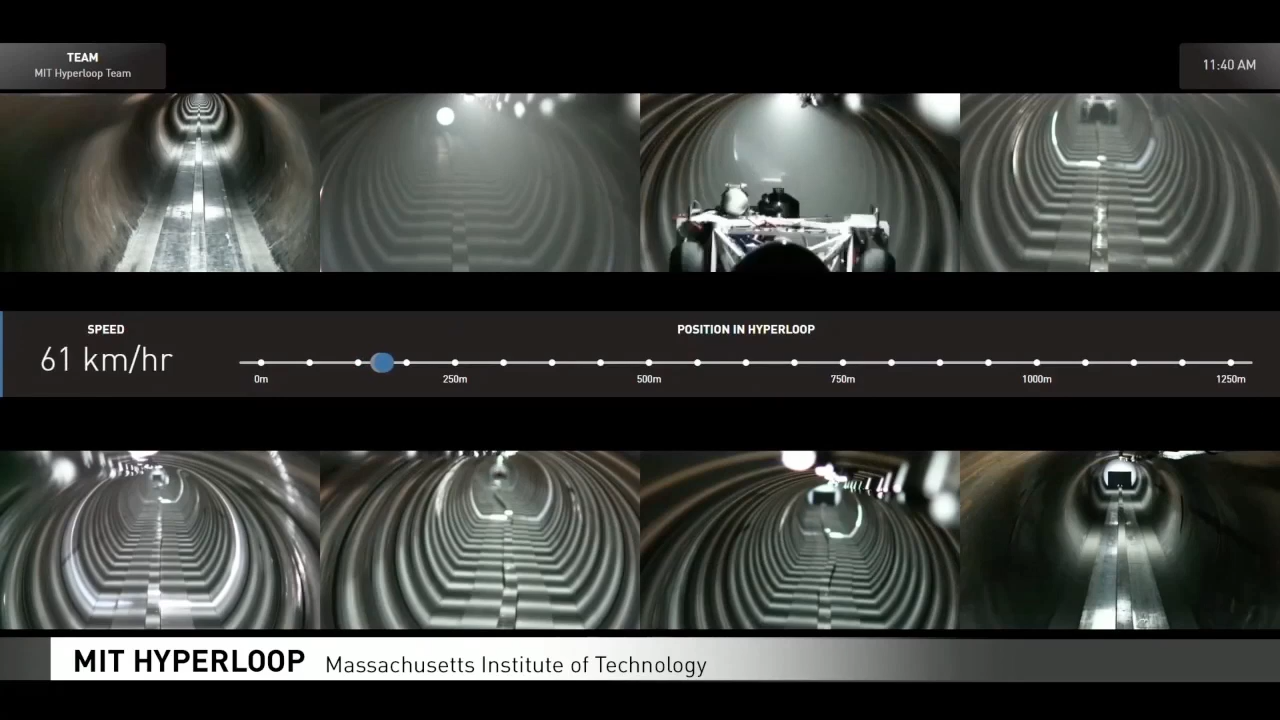 TEAM
MIT Hyperloop Team
11:40 AM
SPEED
61 km/hr
POSITION IN HYPERLOOP
0m
250m
500m
750m
1000m
1250m
MIT HYPERLOOP
Massachusetts Institute of Technology